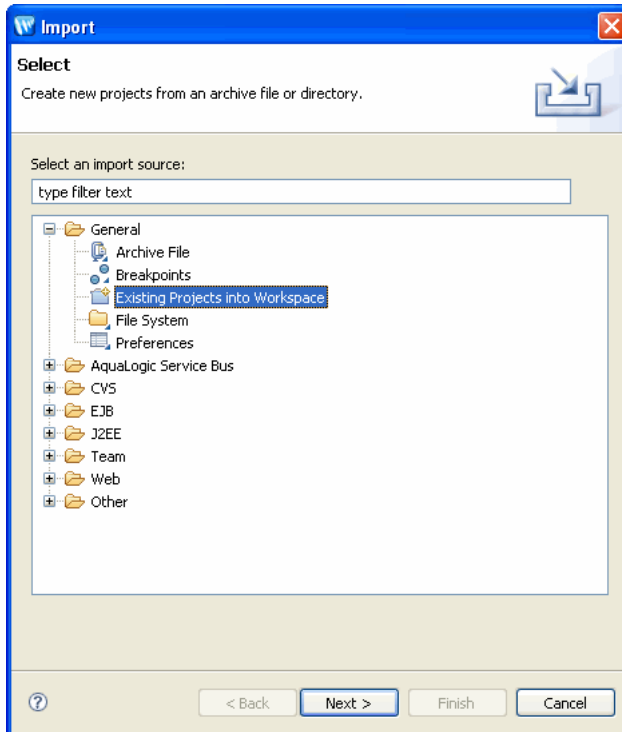 Import
Select
Create new projects from an archive file or directory.
Select an import source:
type filter text
General
Archive File
Breakpoints
Existing Projects into Workspace
File System
Preferences
AquaLogic Service Bus
CVS
EJB
J2EE
Team
Web
Other
< Back Next > Finish Cancel